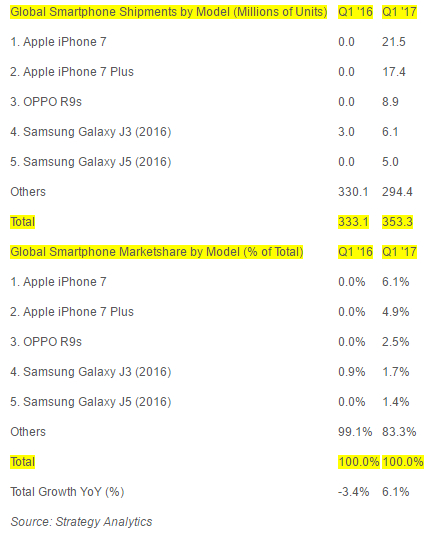 Global Smartphone Shipments by Model (Millions of Units) Q1 '16 Q1 '17
1. Apple iPhone 7 0.0 21.5
2. Apple iPhone 7 Plus 0.0 17.4
3. OPPO R9s 0.0 8.9
4. Samsung Galaxy J3 (2016) 3.0 6.1
5. Samsung Galaxy J5 (2016) 0.0 5.0
Others 330.1 294.4
Total 333.1 353.3
Global Smartphone Marketshare by Model (% of Total) Q1 '16 Q1 '17
1. Apple iPhone 7 0.0% 6.1%
2. Apple iPhone 7 Plus 0.0% 4.9%
3. OPPO R9s 0.0% 2.5%
4. Samsung Galaxy J3 (2016) 0.9% 1.7%
5. Samsung Galaxy J5 (2016) 0.0% 1.4%
Others 99.1% 83.3%
Total 100.0% 100.0%
Total Growth YoY (%) -3.4% 6.1%
Source: Strategy Analytics